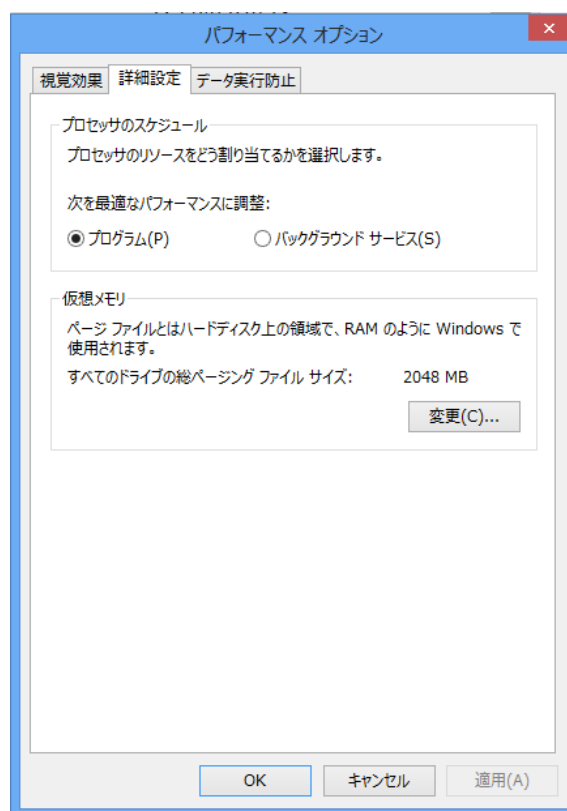 パフォーマンス オプション
視覚効果 詳細設定 データ実行防止
プロセッサのスケジュール
プロセッサのリソースをどう割り当てるかを選択します。
次を最適なパフォーマンスに調整:
プログラム(P) バックグラウンド サービス(S)
仮想メモリ
ページ ファイルとはハードディスク上の領域で、RAM のように Windows で
使用されます。
すべてのドライブの総ページング ファイル サイズ: 2048 MB
変更(C)...
OK キャンセル 適用(A)